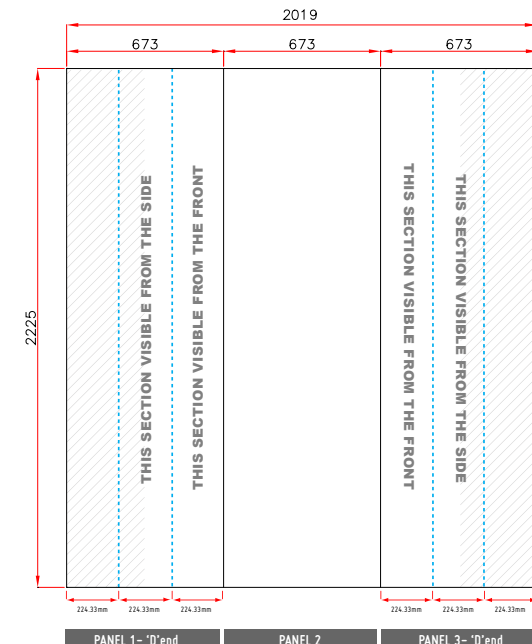 2019
673 673 673
2225
THIS SECTION VISIBLE FROM THE SIDE
THIS SECTION VISIBLE FROM THE FRONT
THIS SECTION VISIBLE FROM THE FRONT
THIS SECTION VISIBLE FROM THE SIDE
224.33mm 224.33mm 224.33mm 224.33mm 224.33mm 224.33mm
PANEL 1- 'D'end PANEL 2 PANEL 3- 'D'end